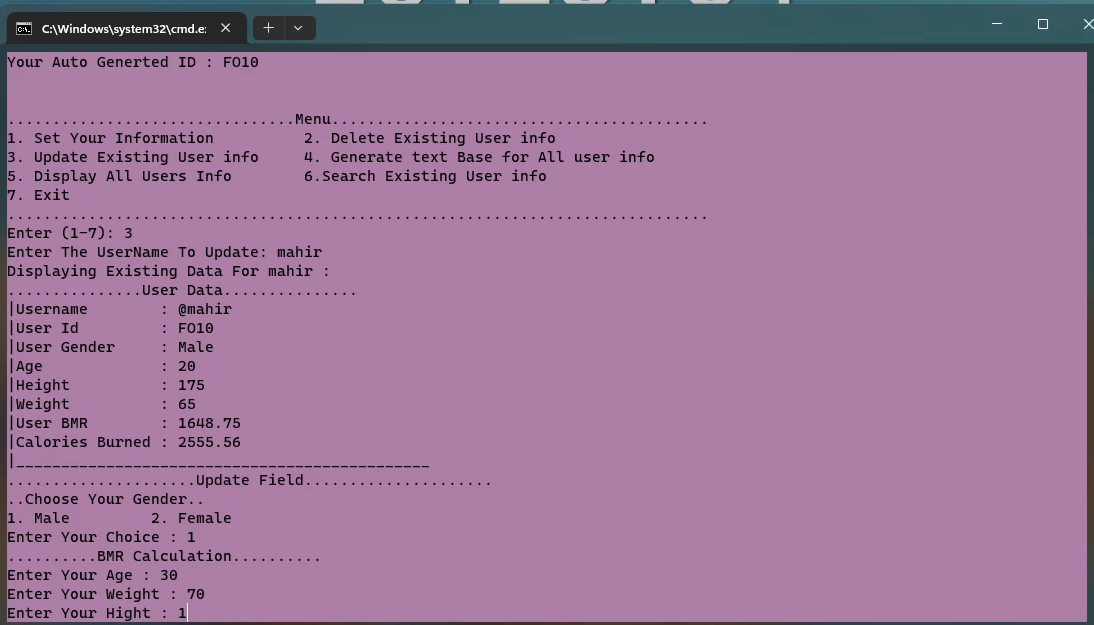 C:\Windows\system32\cmd.e:
Your Auto Generted ID : FO10
................................Menu..........................................
1. Set Your Information          2. Delete Existing User info
3. Update Existing User info     4. Generate text Base for All user info
5. Display All Users Info        6.Search Existing User info
7. Exit
..............................................................................
Enter (1-7): 3
Enter The UserName To Update: mahir
Displaying Existing Data For mahir :
...............User Data...............
|Username        : @mahir
|User Id         : FO10
|User Gender     : Male
|Age             : 20
|Height          : 175
|Weight          : 65
|User BMR        : 1648.75
|Calories Burned : 2555.56
|______________________________________________
.....................Update Field.....................
..Choose Your Gender..
1. Male         2. Female
Enter Your Choice : 1
..........BMR Calculation..........
Enter Your Age : 30
Enter Your Weight : 70
Enter Your Hight : 1